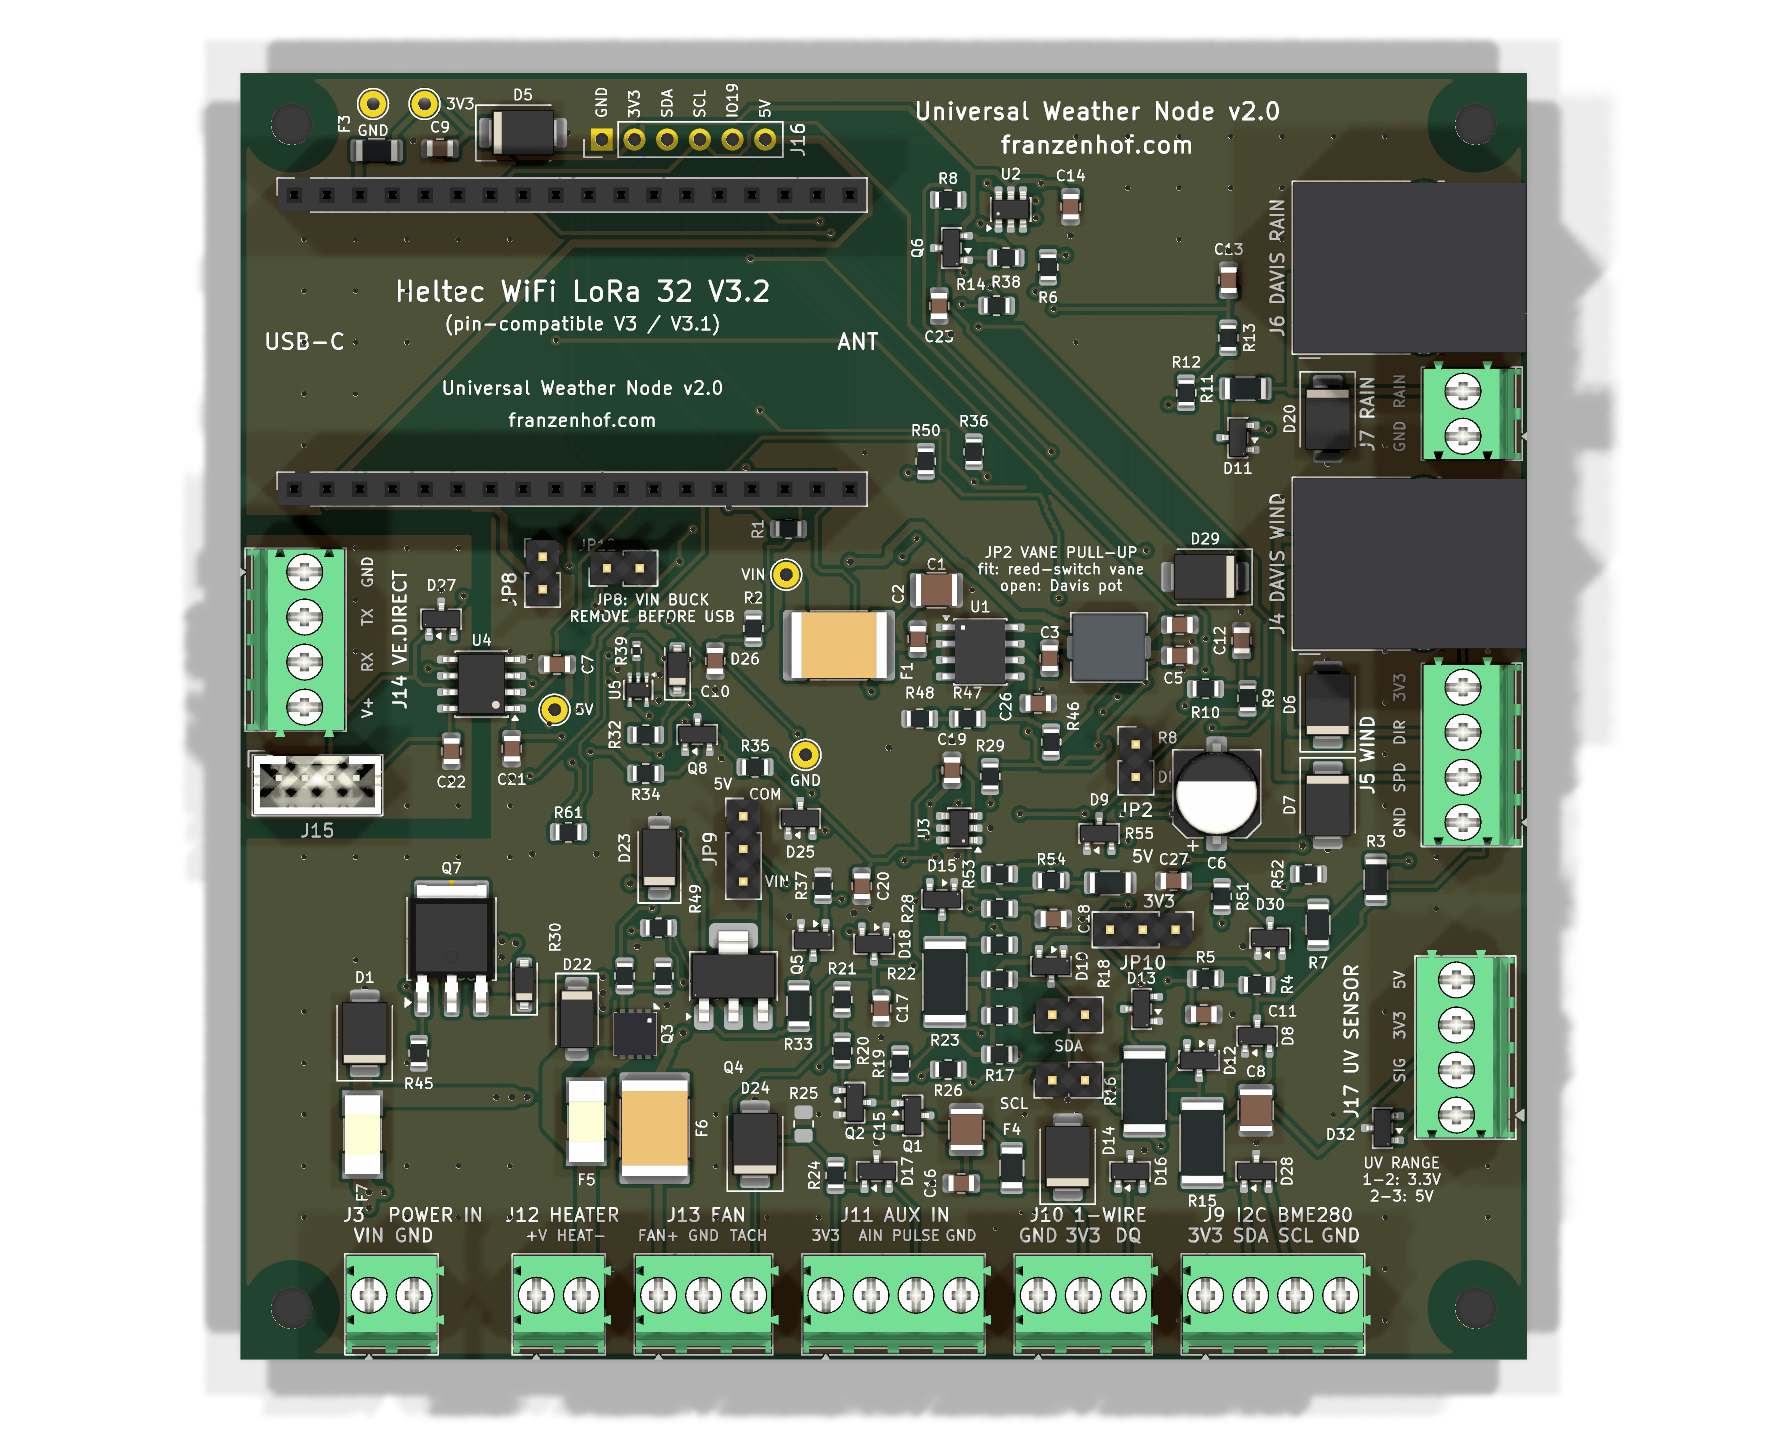 Universal Weather Node v2.0
franzenhof.com
F3
GND
3V3
C9
D5
GND
3V3
SDA
SCL
IO19
5V
J16
R8
U2
C14
Q6
R14
R38
R6
C25
C13
R13
R12
R11
D11
D20
J6 DAVIS RAIN
J7 RAIN
GND RAIN
Heltec WiFi LoRa 32 V3.2
(pin-compatible V3 / V3.1)
USB-C
ANT
Universal Weather Node v2.0
franzenhof.com
R50
R36
R1
J4 DAVIS WIND
JP2 VANE PULL-UP
fit: reed-switch vane
open: Davis pot
D29
J14 VE.DIRECT
GND
TX
RX
V+
D27
U4
JP8
JP8: VIN BUCK
REMOVE BEFORE USB
VIN
R2
C2
C1
U1
C3
C12
C5
R39
D26
C10
C7
5V
F1
R48
R47
C26
R46
R10
R9
D6
J5 WIND
3V3
DIR
SPD
GND
C22
C21
R32
Q8
R35
R34
GND
C19
R29
JP2
J15
R61
D23
5V
COM
JP9
VIN
D25
U3
D9
R55
5V
C6
D7
R3
Q7
R49
R37
C20
R28
D15
R53
R54
C27
3V3
R51
R52
D30
R30
D22
Q5
D18
R22
C18
D10
R18
JP10
D13
R5
R4
R7
D1
R45
Q3
R33
R21
C17
R20
R19
R23
R26
R17
SDA
SCL
R16
D12
C11
D8
C8
J17 UV SENSOR
5V
3V3
SIG
Q4
D24
R25
F6
F5
F7
Q2
C15
Q1
R24
D17
C16
F4
D14
D16
R15
D28
D32
UV RANGE
1-2: 3.3V
2-3: 5V
J3 POWER IN
VIN GND
J12 HEATER
+V HEAT-
J13 FAN
FAN+ GND TACH
J11 AUX IN
3V3 AIN PULSE GND
J10 1-WIRE
GND 3V3 DQ
J9 I2C BME280
3V3 SDA SCL GND